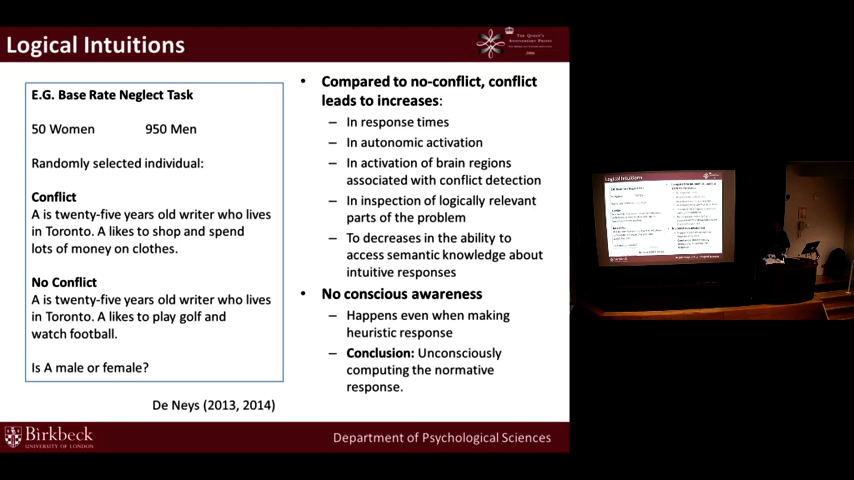 Logical Intuitions
THE QUEEN'S
ANNIVERSARY PRIZES
E.G. Base Rate Neglect Task
50 Women 950 Men
Randomly selected individual:
Conflict
A is twenty-five years old writer who lives
in Toronto. A likes to shop and spend
lots of money on clothes.
No Conflict
A is twenty-five years old writer who lives
in Toronto. A likes to play golf and
watch football.
Is A male or female?
De Neys (2013, 2014)
• Compared to no-conflict, conflict
leads to increases:
– In response times
– In autonomic activation
– In activation of brain regions
associated with conflict detection
– In inspection of logically relevant
parts of the problem
– To decreases in the ability to
access semantic knowledge about
intuitive responses
• No conscious awareness
– Happens even when making
heuristic response
– Conclusion: Unconsciously
computing the normative
response.
Birkbeck
UNIVERSITY OF LONDON
Department of Psychological Sciences
Logical Intuitions